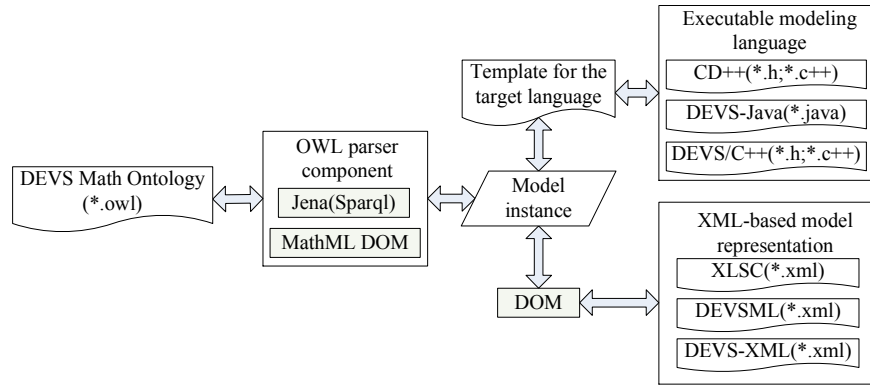 DEVS Math Ontology
(*.owl)
OWL parser
component
Jena(Sparql)
MathML DOM
Template for the
target language
Model
instance
DOM
Executable modeling
language
CD++(*.h;*.c++)
DEVS-Java(*.java)
DEVS/C++(*.h;*.c++)
XML-based model
representation
XLSC(*.xml)
DEVSML(*.xml)
DEVS-XML(*.xml)